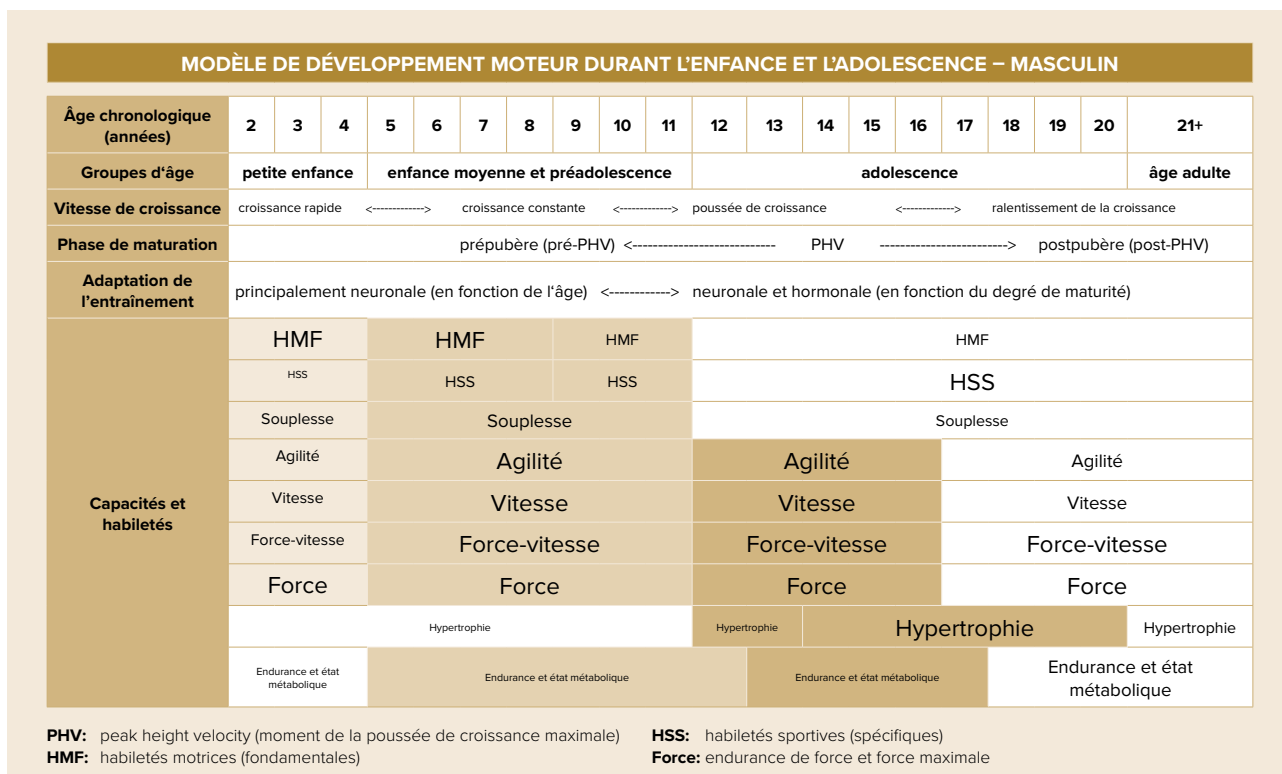 MODÈLE DE DÉVELOPPEMENT MOTEUR DURANT L'ENFANCE ET L'ADOLESCENCE – MASCULIN
Âge chronologique
(années)
2 3 4 5 6 7 8 9 10 11 12 13 14 15 16 17 18 19 20 21+
Groupes d‘âge petite enfance enfance moyenne et préadolescence adolescence âge adulte
Vitesse de croissance croissance rapide <-------------> croissance constante <-------------> poussée de croissance <-------------> ralentissement de la croissance
Phase de maturation prépubère (pré-PHV) <--------------------------- PHV ------------------------> postpubère (post-PHV)
Adaptation de
l'entraînement
principalement neuronale (en fonction de l‘âge) <------------> neuronale et hormonale (en fonction du degré de maturité)
Capacités et
habiletés
HMF HMF HMF HMF
HSS HSS HSS HSS
Souplesse Souplesse Souplesse
Agilité Agilité Agilité Agilité
Vitesse Vitesse Vitesse Vitesse
Force-vitesse Force-vitesse Force-vitesse Force-vitesse
Force Force Force Force
Hypertrophie Hypertrophie Hypertrophie Hypertrophie
Endurance et état
métabolique
Endurance et état métabolique Endurance et état métabolique
Endurance et état
métabolique
PHV: peak height velocity (moment de la poussée de croissance maximale)
HMF: habiletés motrices (fondamentales)
HSS: habiletés sportives (spécifiques)
Force: endurance de force et force maximale